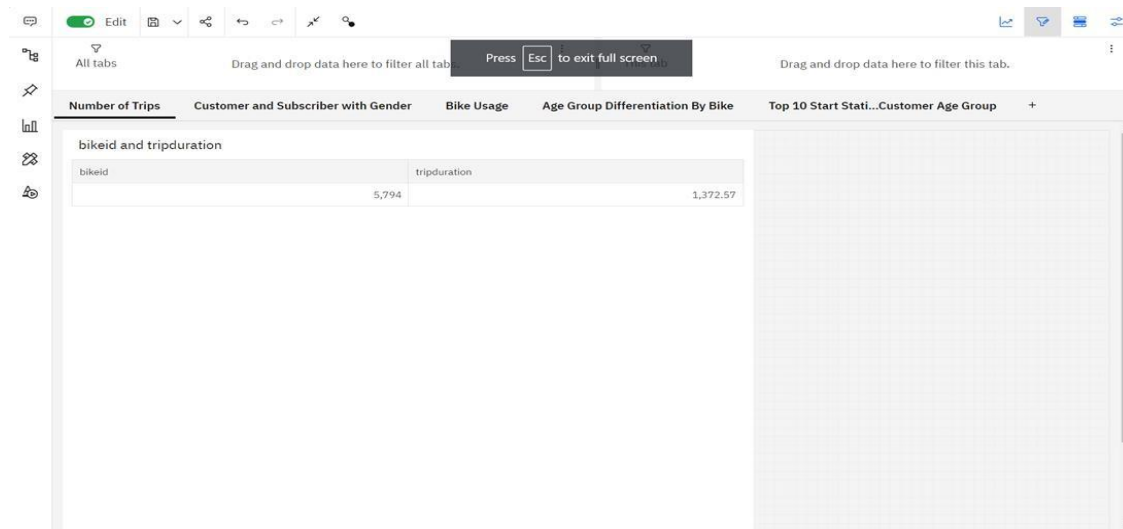 Edit
All tabs
Drag and drop data here to filter all tabs.
Press Esc to exit full screen
This tab
Drag and drop data here to filter this tab.
Number of Trips
Customer and Subscriber with Gender
Bike Usage
Age Group Differentiation By Bike
Top 10 Start Stati...Customer Age Group
+
bikeid and tripduration
bikeid
tripduration
5,794
1,372.57